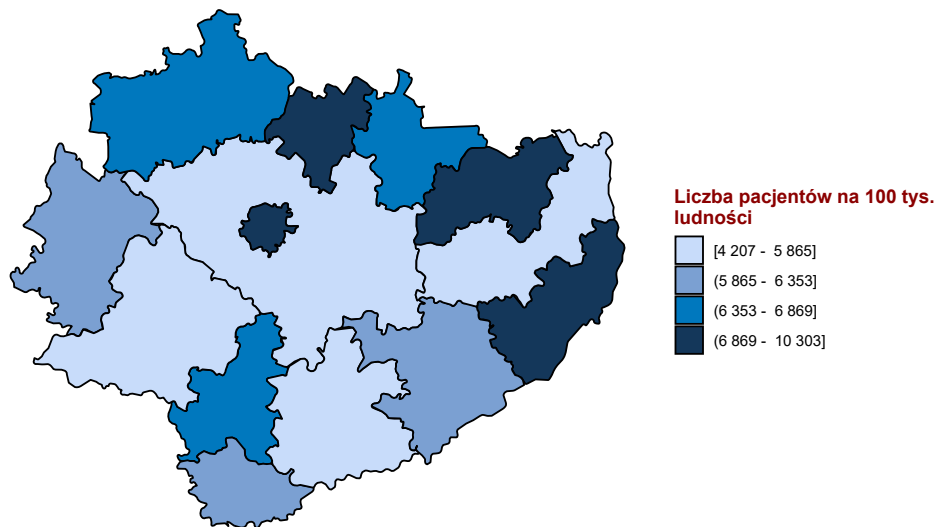 Liczba pacjentów na 100 tys.
ludności
[4 207 - 5 865]
(5 865 - 6 353]
(6 353 - 6 869]
(6 869 - 10 303]